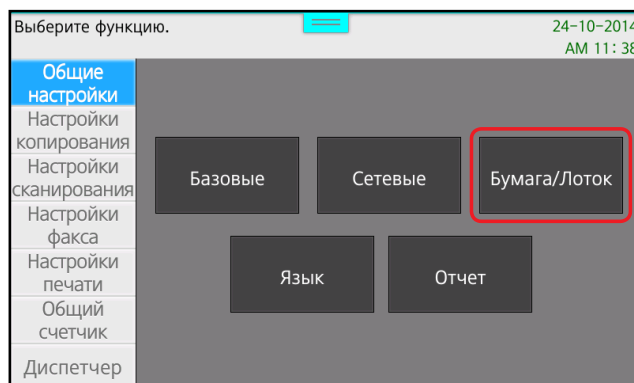 Выберите функцию.
24-10-2014
AM 11:38
Общие
настройки
Настройки
копирования
Настройки
сканирования
Настройки
факса
Настройки
печати
Общий
счетчик
Диспетчер
Базовые
Сетевые
Бумага/Лоток
Язык
Отчет